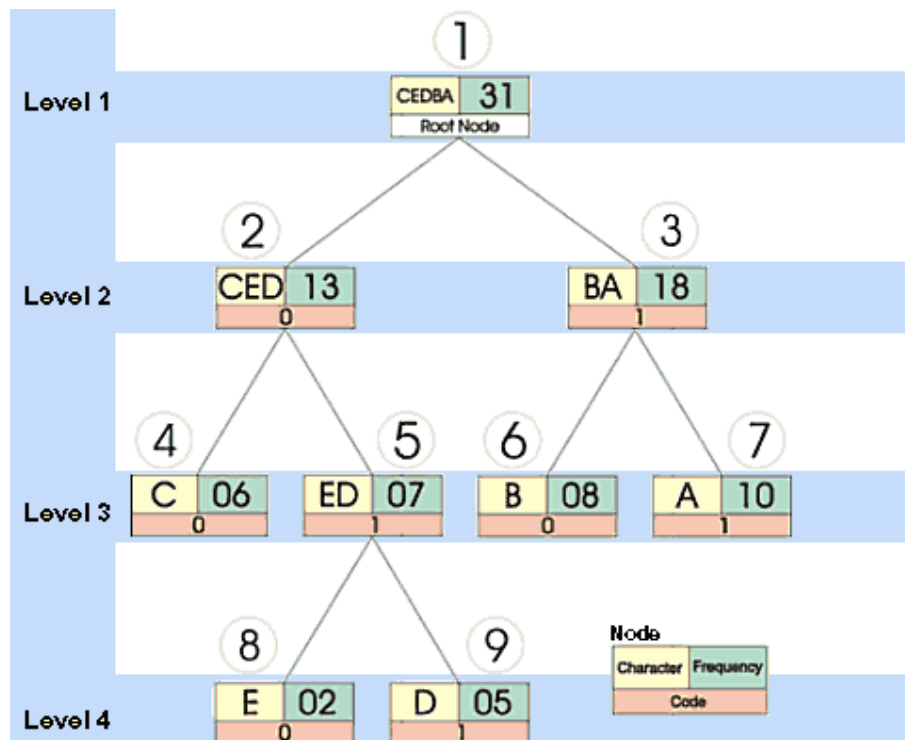 1
Level 1
CEDBA 31
Root Node
2 3
Level 2
CED 13 BA 18
0 1
4 5 6 7
Level 3
C 06 ED 07 B 08 A 10
0 1 0 1
8 9
Node
Character Frequency
Code
Level 4
E 02 D 05
0 1